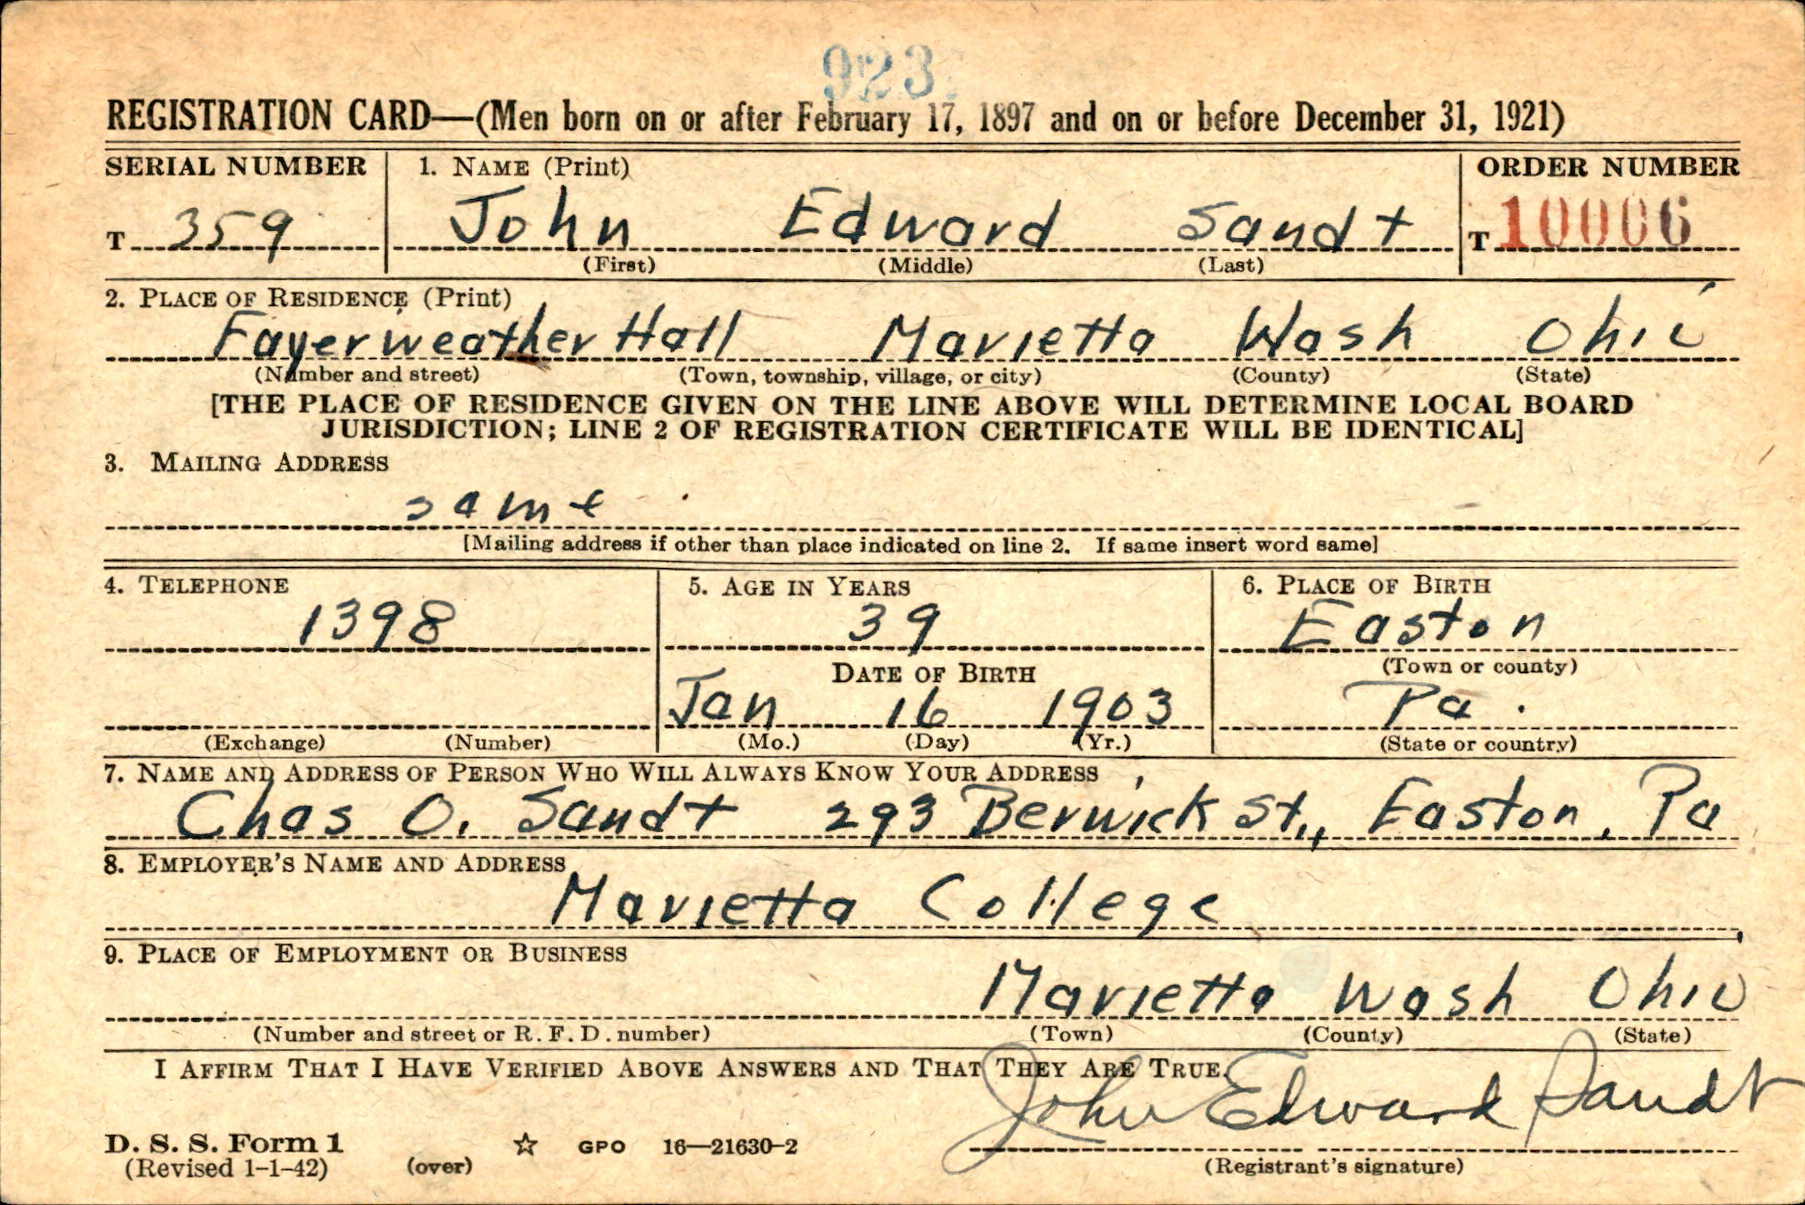 923
REGISTRATION CARD—(Men born on or after February 17, 1897 and on or before December 31, 1921)
SERIAL NUMBER 1. NAME (Print) ORDER NUMBER
T 359 John Edward Sandt T 10006
(First) (Middle) (Last)
2. PLACE OF RESIDENCE (Print)
Fayerweather Hall Marietta Wash Ohio
(Number and street) (Town, township, village, or city) (County) (State)
[THE PLACE OF RESIDENCE GIVEN ON THE LINE ABOVE WILL DETERMINE LOCAL BOARD
JURISDICTION; LINE 2 OF REGISTRATION CERTIFICATE WILL BE IDENTICAL]
3. MAILING ADDRESS
same
[Mailing address if other than place indicated on line 2. If same insert word same]
4. TELEPHONE 5. AGE IN YEARS 6. PLACE OF BIRTH
1398 39 Easton
DATE OF BIRTH (Town or county)
Jan 16 1903 Pa.
(Exchange) (Number) (Mo.) (Day) (Yr.) (State or country)
7. NAME AND ADDRESS OF PERSON WHO WILL ALWAYS KNOW YOUR ADDRESS
Chas O. Sandt 293 Berwick St., Easton, Pa
8. EMPLOYER'S NAME AND ADDRESS
Marietta College
9. PLACE OF EMPLOYMENT OR BUSINESS
Marietta Wash Ohio
(Number and street or R. F. D. number) (Town) (County) (State)
I AFFIRM THAT I HAVE VERIFIED ABOVE ANSWERS AND THAT THEY ARE TRUE.
John Edward Sandt
D. S. S. Form 1 ☆ GPO 16—21630-2
(Revised 1-1-42) (over) (Registrant's signature)